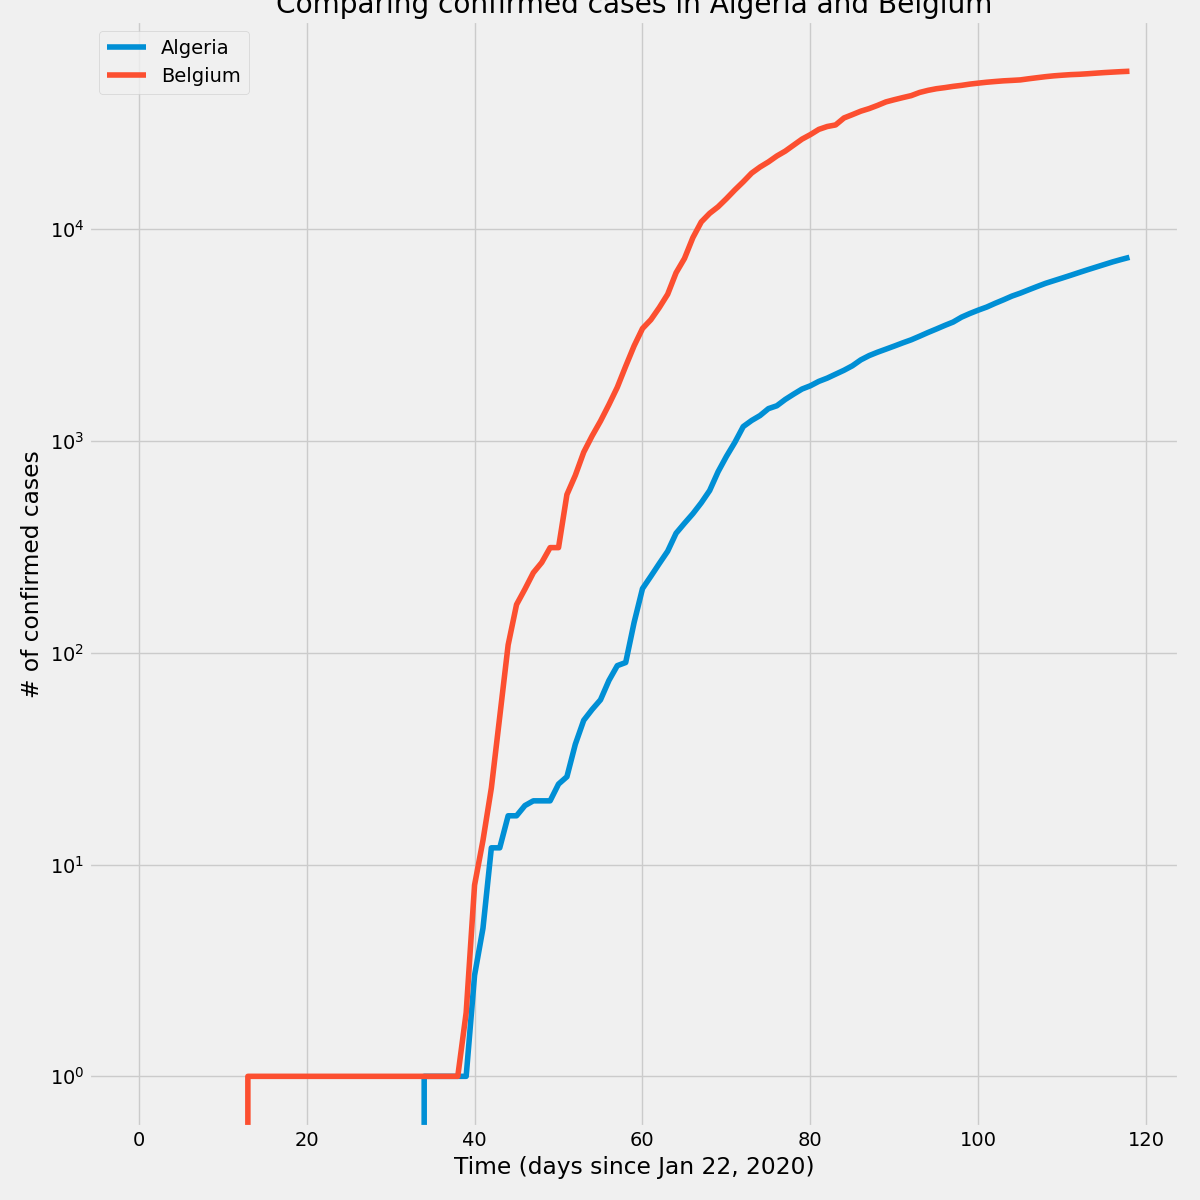 Comparing confirmed cases in Algeria and Belgium
Algeria
Belgium
# of confirmed cases
10⁴
10³
10²
10¹
10⁰
0 20 40 60 80 100 120
Time (days since Jan 22, 2020)